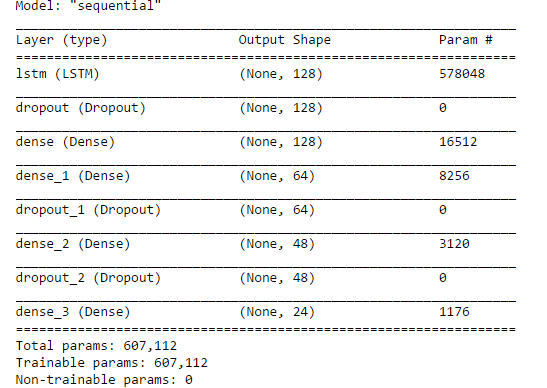 Model: "sequential"
Layer (type) Output Shape Param #
lstm (LSTM) (None, 128) 578048
dropout (Dropout) (None, 128) 0
dense (Dense) (None, 128) 16512
dense_1 (Dense) (None, 64) 8256
dropout_1 (Dropout) (None, 64) 0
dense_2 (Dense) (None, 48) 3120
dropout_2 (Dropout) (None, 48) 0
dense_3 (Dense) (None, 24) 1176
Total params: 607,112
Trainable params: 607,112
Non-trainable params: 0